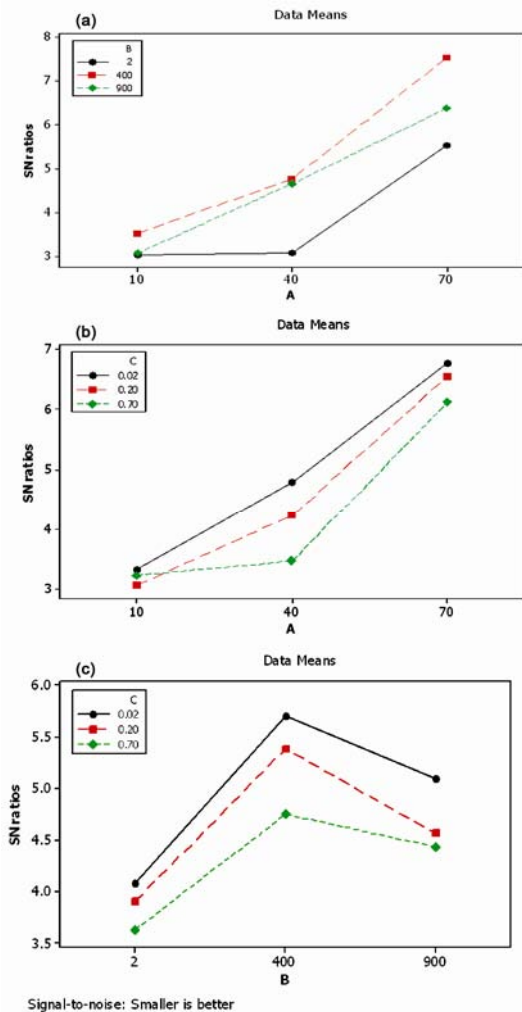 (a)
Data Means
B
2
400
900
8
7
6
5
4
3
SNratios
10
40
70
A
(b)
Data Means
C
0.02
0.20
0.70
7
6
5
4
3
SNratios
10
40
70
A
(c)
Data Means
C
0.02
0.20
0.70
6.0
5.5
5.0
4.5
4.0
3.5
SNratios
2
400
900
B
Signal-to-noise: Smaller is better